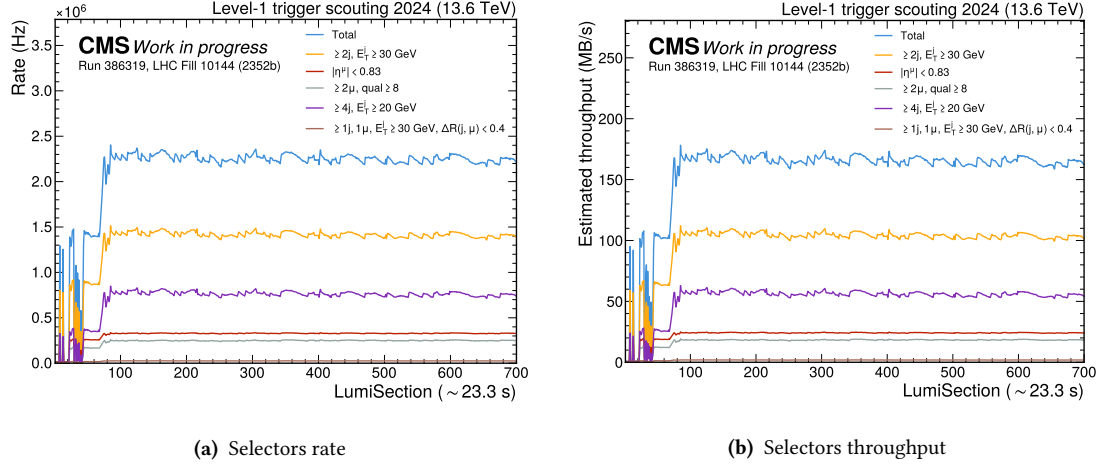 Level-1 trigger scouting 2024 (13.6 TeV)
×10⁶
Rate (Hz)
CMS Work in progress
Run 386319, LHC Fill 10144 (2352b)
Total
≥ 2j, E_T^j ≥ 30 GeV
|η^μ| < 0.83
≥ 2μ, qual ≥ 8
≥ 4j, E_T^j ≥ 20 GeV
≥ 1j, 1μ, E_T^j ≥ 30 GeV, ΔR(j, μ) < 0.4
3.5
3.0
2.5
2.0
1.5
1.0
0.5
0.0
100 200 300 400 500 600 700
LumiSection (~23.3 s)
(a) Selectors rate
Level-1 trigger scouting 2024 (13.6 TeV)
Estimated throughput (MB/s)
CMS Work in progress
Run 386319, LHC Fill 10144 (2352b)
Total
≥ 2j, E_T^j ≥ 30 GeV
|η^μ| < 0.83
≥ 2μ, qual ≥ 8
≥ 4j, E_T^j ≥ 20 GeV
≥ 1j, 1μ, E_T^j ≥ 30 GeV, ΔR(j, μ) < 0.4
250
200
150
100
50
0
100 200 300 400 500 600 700
LumiSection (~23.3 s)
(b) Selectors throughput